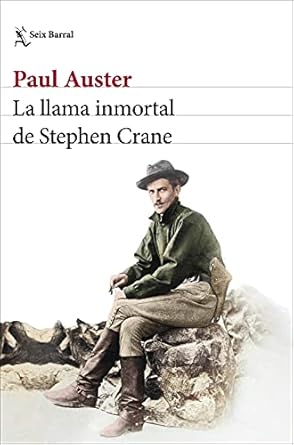 Seix Barral
Paul Auster
La llama inmortal
de Stephen Crane